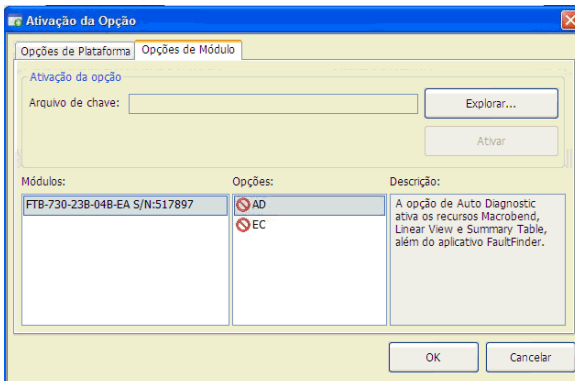 Ativação da Opção
Opções de Plataforma Opções de Módulo
Ativação da opção
Arquivo de chave: Explorar...
Ativar
Módulos: Opções: Descrição:
FTB-730-23B-04B-EA S/N:517897 AD A opção de Auto Diagnostic
EC ativa os recursos Macrobend,
Linear View e Summary Table,
além do aplicativo FaultFinder.
OK Cancelar